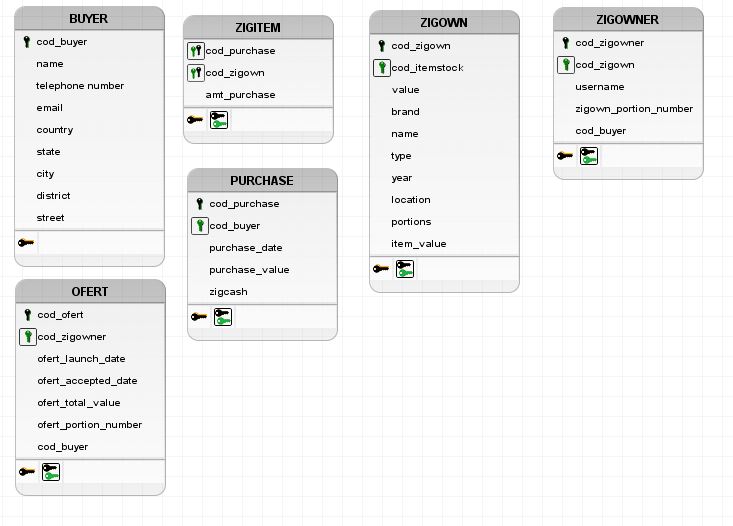 BUYER
cod_buyer
name
telephone number
email
country
state
city
district
street
OFERT
cod_ofert
cod_zigowner
ofert_launch_date
ofert_accepted_date
ofert_total_value
ofert_portion_number
cod_buyer
ZIGITEM
cod_purchase
cod_zigown
amt_purchase
PURCHASE
cod_purchase
cod_buyer
purchase_date
purchase_value
zigcash
ZIGOWN
cod_zigown
cod_itemstock
value
brand
name
type
year
location
portions
item_value
ZIGOWNER
cod_zigowner
cod_zigown
username
zigown_portion_number
cod_buyer